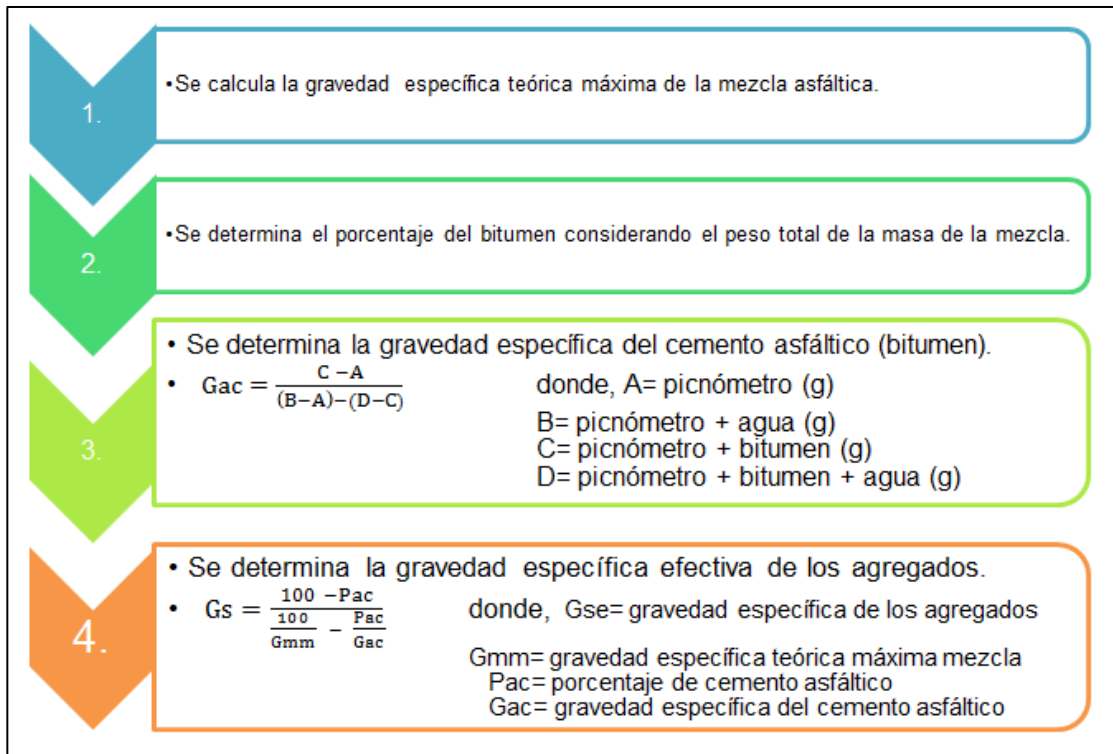 1.
•Se calcula la gravedad específica teórica máxima de la mezcla asfáltica.
2.
•Se determina el porcentaje del bitumen considerando el peso total de la masa de la mezcla.
3.
• Se determina la gravedad específica del cemento asfáltico (bitumen).
• Gac = (C −A)/((B−A)−(D−C)) donde, A= picnómetro (g)
B= picnómetro + agua (g)
C= picnómetro + bitumen (g)
D= picnómetro + bitumen + agua (g)
4.
• Se determina la gravedad específica efectiva de los agregados.
• Gs = (100 −Pac)/(100/Gmm − Pac/Gac) donde, Gse= gravedad específica de los agregados
Gmm= gravedad específica teórica máxima mezcla
Pac= porcentaje de cemento asfáltico
Gac= gravedad específica del cemento asfáltico